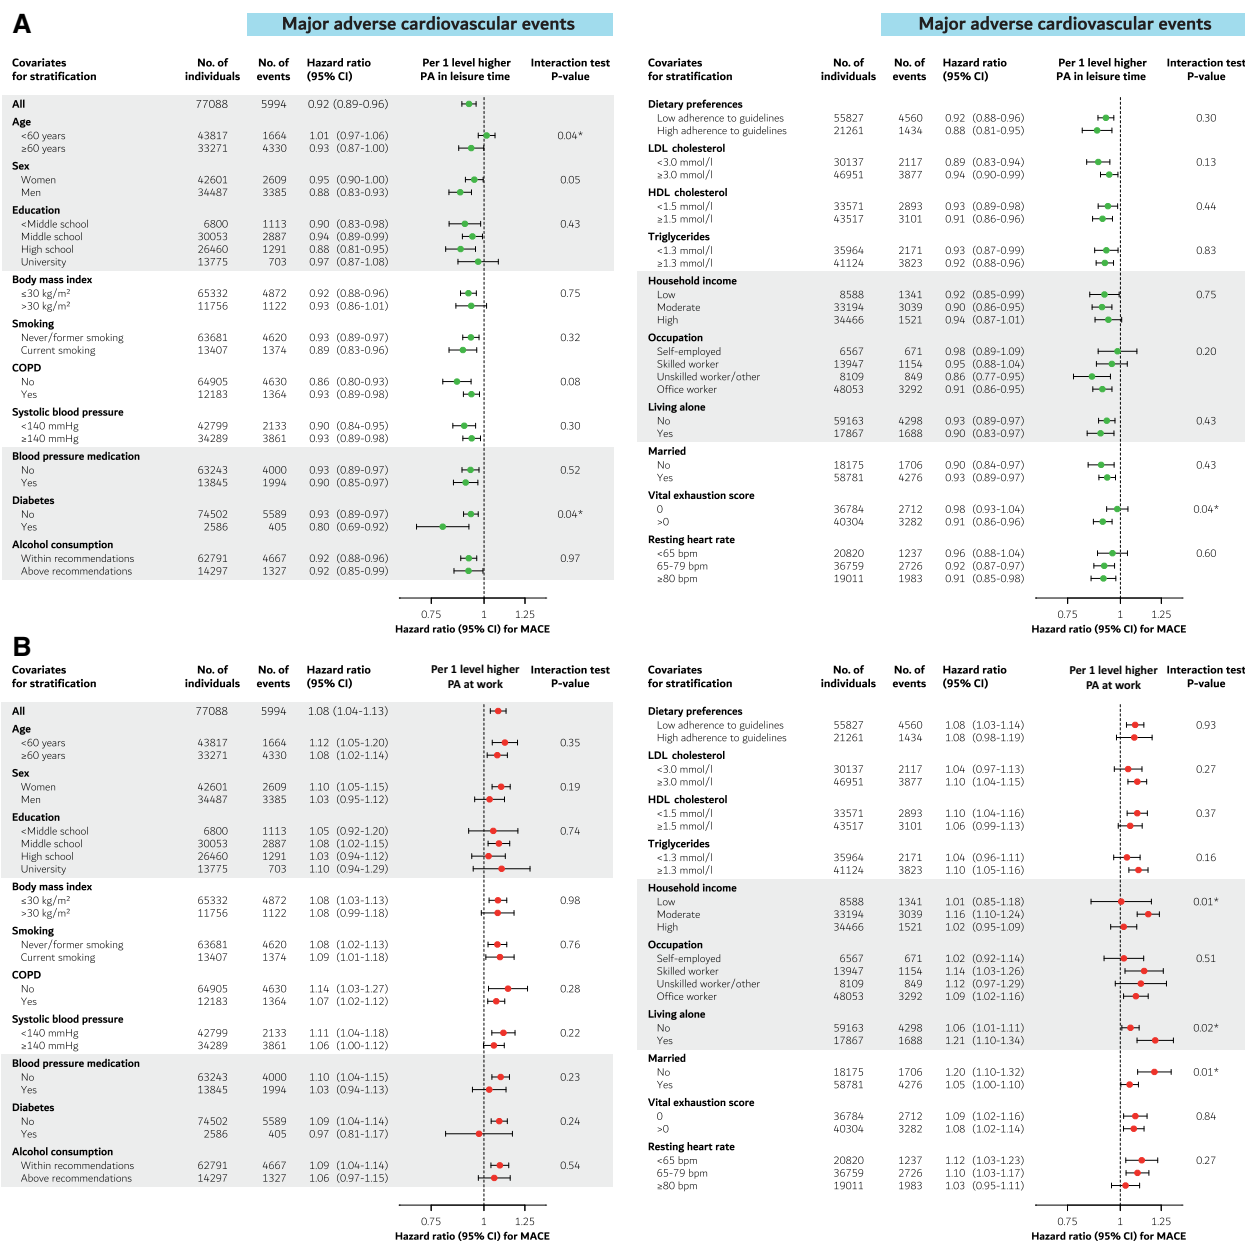 A
Major adverse cardiovascular events
Covariates for stratification No. of individuals No. of events Hazard ratio (95% CI) Per 1 level higher PA in leisure time Interaction test P-value
All 77088 5994 0.92 (0.89-0.96)
Age
<60 years 43817 1664 1.01 (0.97-1.06) 0.04*
≥60 years 33271 4330 0.93 (0.87-1.00)
Sex
Women 42601 2609 0.95 (0.90-1.00) 0.05
Men 34487 3385 0.88 (0.83-0.93)
Education
<Middle school 6800 1113 0.90 (0.83-0.98) 0.43
Middle school 30053 2887 0.94 (0.89-0.99)
High school 26460 1291 0.88 (0.81-0.95)
University 13775 703 0.97 (0.87-1.08)
Body mass index
≤30 kg/m² 65332 4872 0.92 (0.88-0.96) 0.75
>30 kg/m² 11756 1122 0.93 (0.86-1.01)
Smoking
Never/former smoking 63681 4620 0.93 (0.89-0.97) 0.32
Current smoking 13407 1374 0.89 (0.83-0.96)
COPD
No 64905 4630 0.86 (0.80-0.93) 0.08
Yes 12183 1364 0.93 (0.89-0.98)
Systolic blood pressure
<140 mmHg 42799 2133 0.90 (0.84-0.95) 0.30
≥140 mmHg 34289 3861 0.93 (0.89-0.98)
Blood pressure medication
No 63243 4000 0.93 (0.89-0.97) 0.52
Yes 13845 1994 0.90 (0.85-0.97)
Diabetes
No 74502 5589 0.93 (0.89-0.97) 0.04*
Yes 2586 405 0.80 (0.69-0.92)
Alcohol consumption
Within recommendations 62791 4667 0.92 (0.88-0.96) 0.97
Above recommendations 14297 1327 0.92 (0.85-0.99)
0.75 1 1.25
Hazard ratio (95% CI) for MACE
Major adverse cardiovascular events
Covariates for stratification No. of individuals No. of events Hazard ratio (95% CI) Per 1 level higher PA in leisure time Interaction test P-value
Dietary preferences
Low adherence to guidelines 55827 4560 0.92 (0.88-0.96) 0.30
High adherence to guidelines 21261 1434 0.88 (0.81-0.95)
LDL cholesterol
<3.0 mmol/l 30137 2117 0.89 (0.83-0.94) 0.13
≥3.0 mmol/l 46951 3877 0.94 (0.90-0.99)
HDL cholesterol
<1.5 mmol/l 33571 2893 0.93 (0.89-0.98) 0.44
≥1.5 mmol/l 43517 3101 0.91 (0.86-0.96)
Triglycerides
<1.3 mmol/l 35964 2171 0.93 (0.87-0.99) 0.83
≥1.3 mmol/l 41124 3823 0.92 (0.88-0.96)
Household income
Low 8588 1341 0.92 (0.85-0.99) 0.75
Moderate 33194 3039 0.90 (0.86-0.95)
High 34466 1521 0.94 (0.87-1.01)
Occupation
Self-employed 6567 671 0.98 (0.89-1.09) 0.20
Skilled worker 13947 1154 0.95 (0.88-1.04)
Unskilled worker/other 8109 849 0.86 (0.77-0.95)
Office worker 48053 3292 0.91 (0.86-0.95)
Living alone
No 59163 4298 0.93 (0.89-0.97) 0.43
Yes 17867 1688 0.90 (0.83-0.97)
Married
No 18175 1706 0.90 (0.84-0.97) 0.43
Yes 58781 4276 0.93 (0.89-0.97)
Vital exhaustion score
0 36784 2712 0.98 (0.93-1.04) 0.04*
>0 40304 3282 0.91 (0.86-0.96)
Resting heart rate
<65 bpm 20820 1237 0.96 (0.88-1.04) 0.60
65-79 bpm 36759 2726 0.92 (0.87-0.97)
≥80 bpm 19011 1983 0.91 (0.85-0.98)
0.75 1 1.25
Hazard ratio (95% CI) for MACE
B
Covariates for stratification No. of individuals No. of events Hazard ratio (95% CI) Per 1 level higher PA at work Interaction test P-value
All 77088 5994 1.08 (1.04-1.13)
Age
<60 years 43817 1664 1.12 (1.05-1.20) 0.35
≥60 years 33271 4330 1.08 (1.02-1.14)
Sex
Women 42601 2609 1.10 (1.05-1.15) 0.19
Men 34487 3385 1.03 (0.95-1.12)
Education
<Middle school 6800 1113 1.05 (0.92-1.20) 0.74
Middle school 30053 2887 1.08 (1.02-1.15)
High school 26460 1291 1.03 (0.94-1.12)
University 13775 703 1.10 (0.94-1.29)
Body mass index
≤30 kg/m² 65332 4872 1.08 (1.03-1.13) 0.98
>30 kg/m² 11756 1122 1.08 (0.99-1.18)
Smoking
Never/former smoking 63681 4620 1.08 (1.02-1.13) 0.76
Current smoking 13407 1374 1.09 (1.01-1.18)
COPD
No 64905 4630 1.14 (1.03-1.27) 0.28
Yes 12183 1364 1.07 (1.02-1.12)
Systolic blood pressure
<140 mmHg 42799 2133 1.11 (1.04-1.18) 0.22
≥140 mmHg 34289 3861 1.06 (1.00-1.12)
Blood pressure medication
No 63243 4000 1.10 (1.04-1.15) 0.23
Yes 13845 1994 1.03 (0.94-1.13)
Diabetes
No 74502 5589 1.09 (1.04-1.14) 0.24
Yes 2586 405 0.97 (0.81-1.17)
Alcohol consumption
Within recommendations 62791 4667 1.09 (1.04-1.14) 0.54
Above recommendations 14297 1327 1.06 (0.97-1.15)
0.75 1 1.25
Hazard ratio (95% CI) for MACE
Covariates for stratification No. of individuals No. of events Hazard ratio (95% CI) Per 1 level higher PA at work Interaction test P-value
Dietary preferences
Low adherence to guidelines 55827 4560 1.08 (1.03-1.14) 0.93
High adherence to guidelines 21261 1434 1.08 (0.98-1.19)
LDL cholesterol
<3.0 mmol/l 30137 2117 1.04 (0.97-1.13) 0.27
≥3.0 mmol/l 46951 3877 1.10 (1.04-1.15)
HDL cholesterol
<1.5 mmol/l 33571 2893 1.10 (1.04-1.16) 0.37
≥1.5 mmol/l 43517 3101 1.06 (0.99-1.13)
Triglycerides
<1.3 mmol/l 35964 2171 1.04 (0.96-1.11) 0.16
≥1.3 mmol/l 41124 3823 1.10 (1.05-1.16)
Household income
Low 8588 1341 1.01 (0.85-1.18) 0.01*
Moderate 33194 3039 1.16 (1.10-1.24)
High 34466 1521 1.02 (0.95-1.09)
Occupation
Self-employed 6567 671 1.02 (0.92-1.14) 0.51
Skilled worker 13947 1154 1.14 (1.03-1.26)
Unskilled worker/other 8109 849 1.12 (0.97-1.29)
Office worker 48053 3292 1.09 (1.02-1.16)
Living alone
No 59163 4298 1.06 (1.01-1.11) 0.02*
Yes 17867 1688 1.21 (1.10-1.34)
Married
No 18175 1706 1.20 (1.10-1.32) 0.01*
Yes 58781 4276 1.05 (1.00-1.10)
Vital exhaustion score
0 36784 2712 1.09 (1.02-1.16) 0.84
>0 40304 3282 1.08 (1.02-1.14)
Resting heart rate
<65 bpm 20820 1237 1.12 (1.03-1.23) 0.27
65-79 bpm 36759 2726 1.10 (1.03-1.17)
≥80 bpm 19011 1983 1.03 (0.95-1.11)
0.75 1 1.25
Hazard ratio (95% CI) for MACE